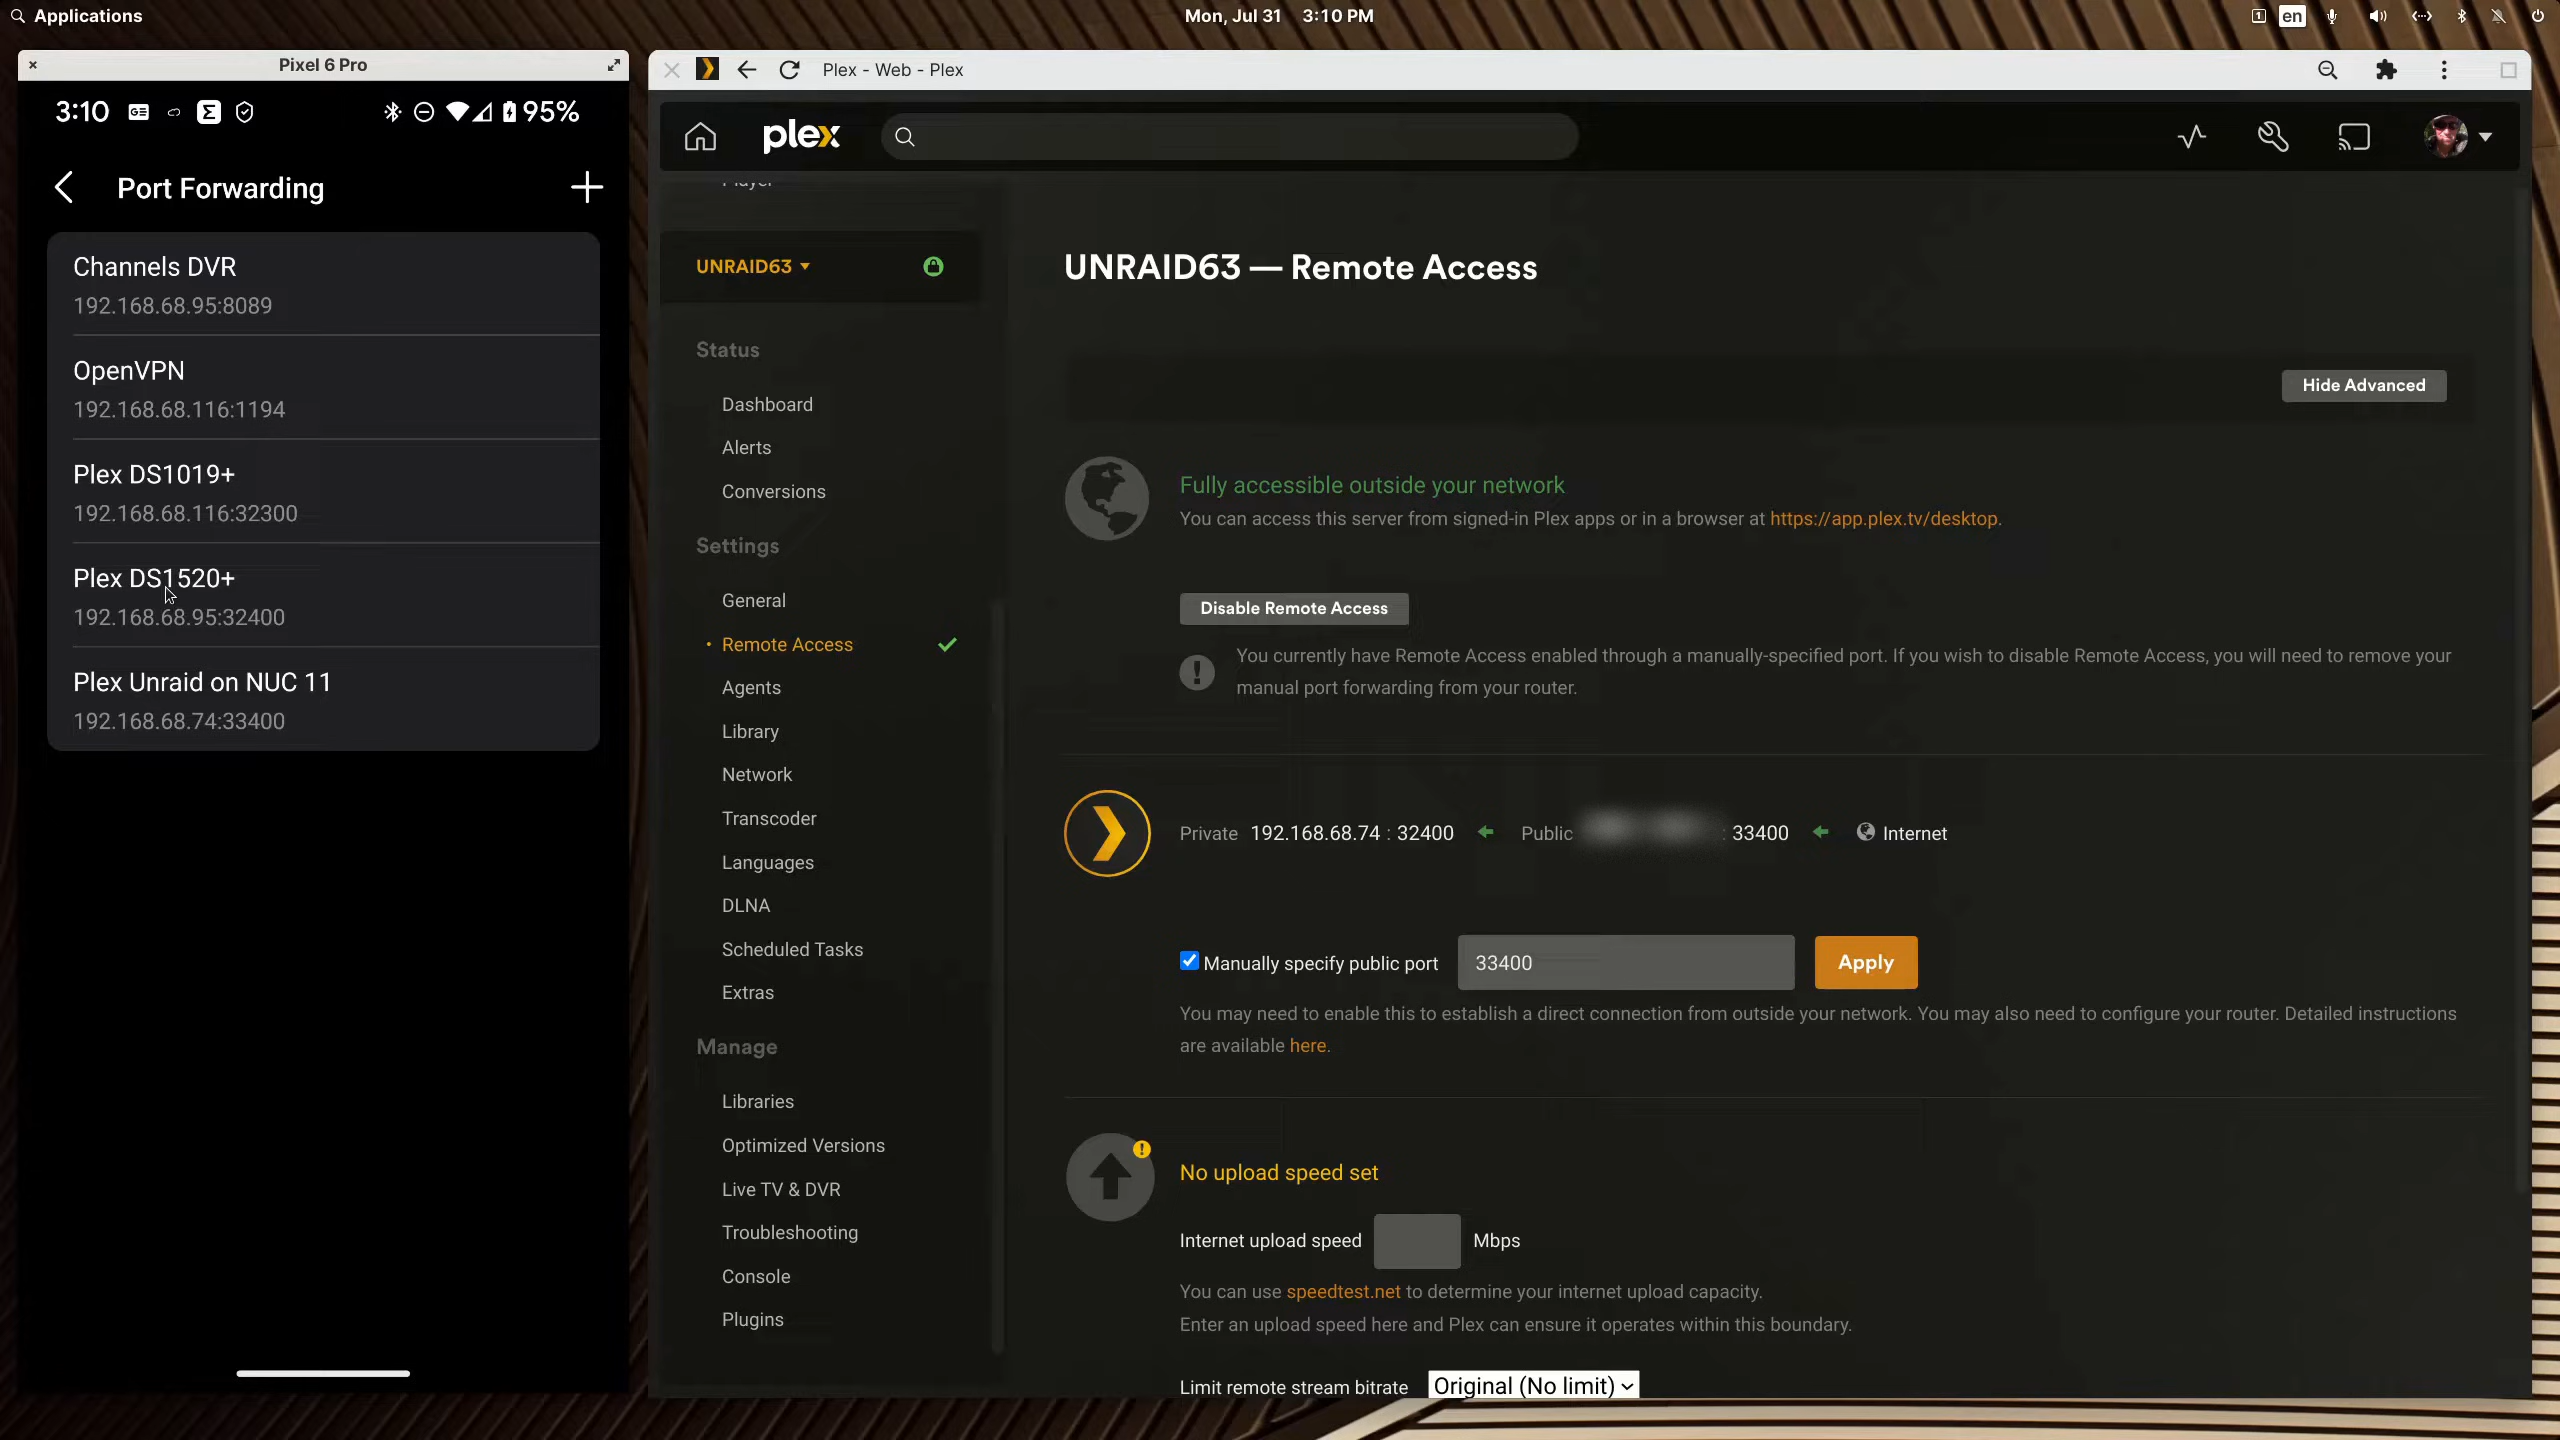 Applications
Mon, Jul 31 3:10 PM
1 en
Pixel 6 Pro
3:10 GE 95%
Port Forwarding
Channels DVR
192.168.68.95:8089
OpenVPN
192.168.68.116:1194
Plex DS1019+
192.168.68.116:32300
Plex DS1520+
192.168.68.95:32400
Plex Unraid on NUC 11
192.168.68.74:33400
Plex - Web - Plex
plex
Player
UNRAID63
Status
Dashboard
Alerts
Conversions
Settings
General
Remote Access
Agents
Library
Network
Transcoder
Languages
DLNA
Scheduled Tasks
Extras
Manage
Libraries
Optimized Versions
Live TV & DVR
Troubleshooting
Console
Plugins
UNRAID63 — Remote Access
Hide Advanced
Fully accessible outside your network
You can access this server from signed-in Plex apps or in a browser at https://app.plex.tv/desktop.
Disable Remote Access
You currently have Remote Access enabled through a manually-specified port. If you wish to disable Remote Access, you will need to remove your
manual port forwarding from your router.
Private 192.168.68.74 : 32400 Public : 33400 Internet
Manually specify public port 33400 Apply
You may need to enable this to establish a direct connection from outside your network. You may also need to configure your router. Detailed instructions
are available here.
No upload speed set
Internet upload speed Mbps
You can use speedtest.net to determine your internet upload capacity.
Enter an upload speed here and Plex can ensure it operates within this boundary.
Limit remote stream bitrate Original (No limit)